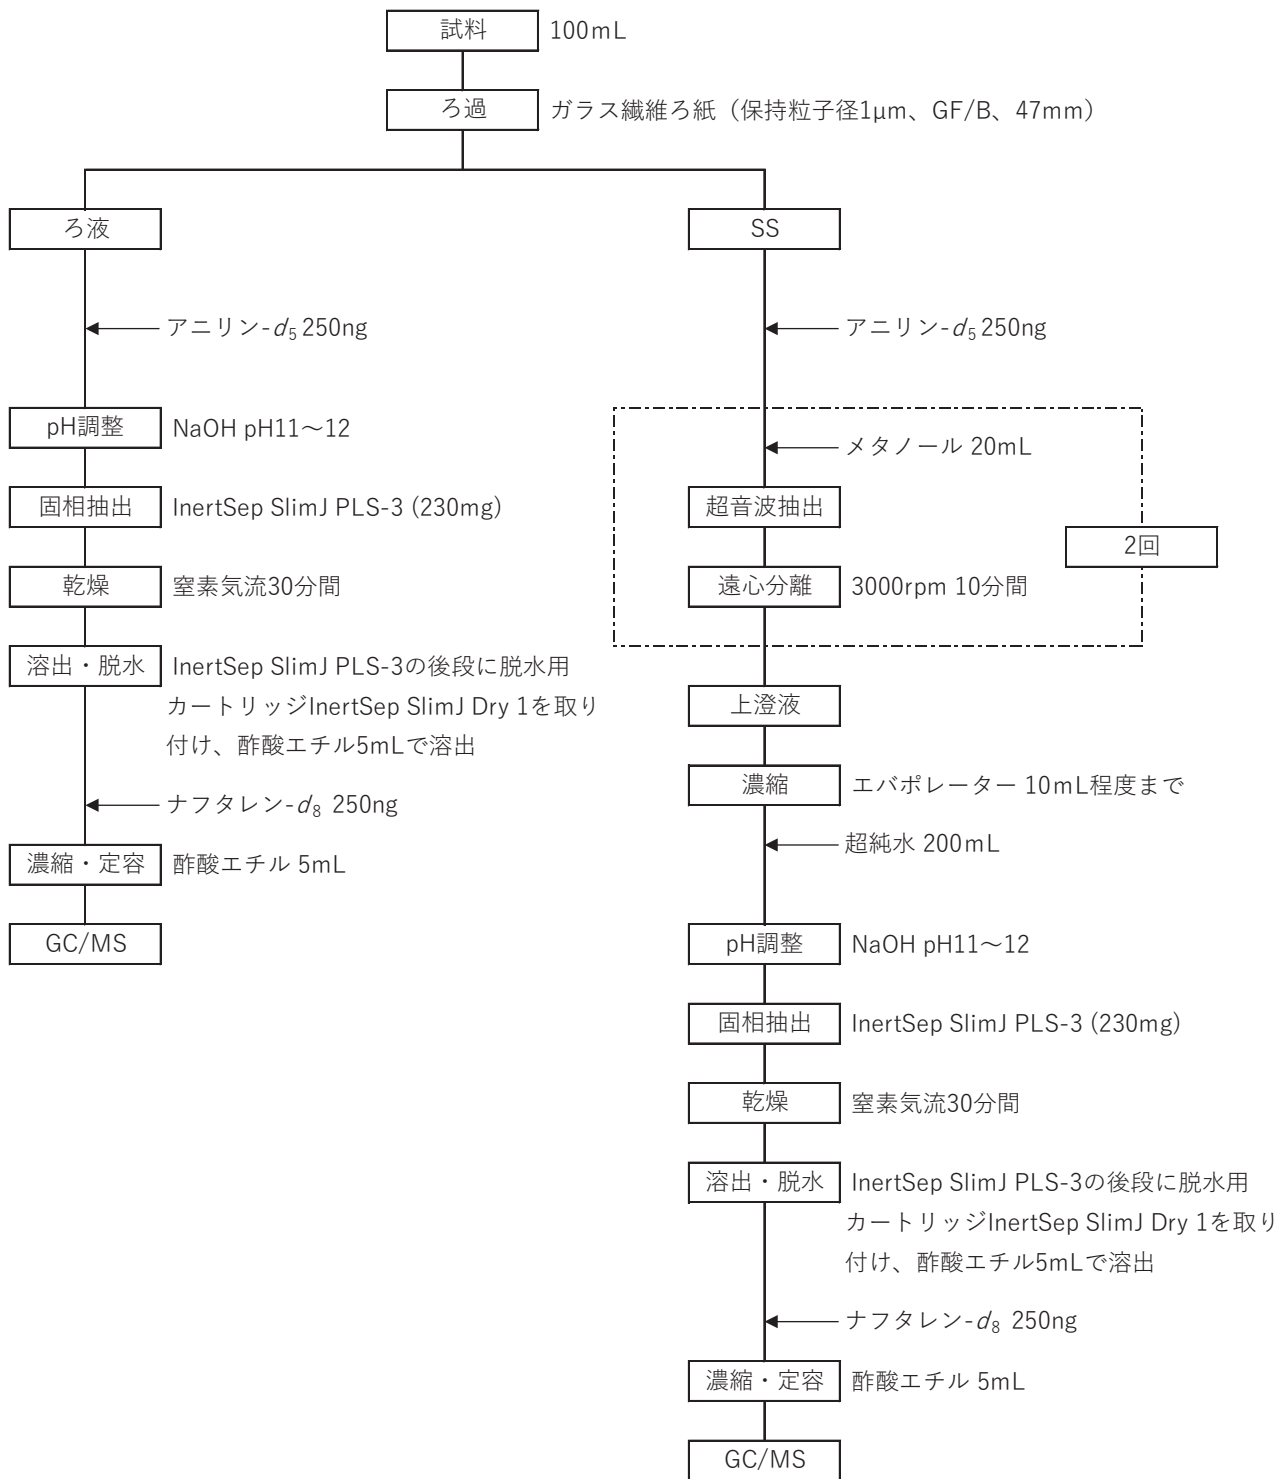 試料 100mL
ろ過 ガラス繊維ろ紙（保持粒子径1μm、GF/B、47mm）
ろ液
アニリン-d5 250ng
pH調整 NaOH pH11～12
固相抽出 InertSep SlimJ PLS-3 (230mg)
乾燥 窒素気流30分間
溶出・脱水 InertSep SlimJ PLS-3の後段に脱水用
カートリッジInertSep SlimJ Dry 1を取り
付け、酢酸エチル5mLで溶出
ナフタレン-d8 250ng
濃縮・定容 酢酸エチル 5mL
GC/MS
SS
アニリン-d5 250ng
メタノール 20mL
超音波抽出
2回
遠心分離 3000rpm 10分間
上澄液
濃縮 エバポレーター 10mL程度まで
超純水 200mL
pH調整 NaOH pH11～12
固相抽出 InertSep SlimJ PLS-3 (230mg)
乾燥 窒素気流30分間
溶出・脱水 InertSep SlimJ PLS-3の後段に脱水用
カートリッジInertSep SlimJ Dry 1を取り
付け、酢酸エチル5mLで溶出
ナフタレン-d8 250ng
濃縮・定容 酢酸エチル 5mL
GC/MS